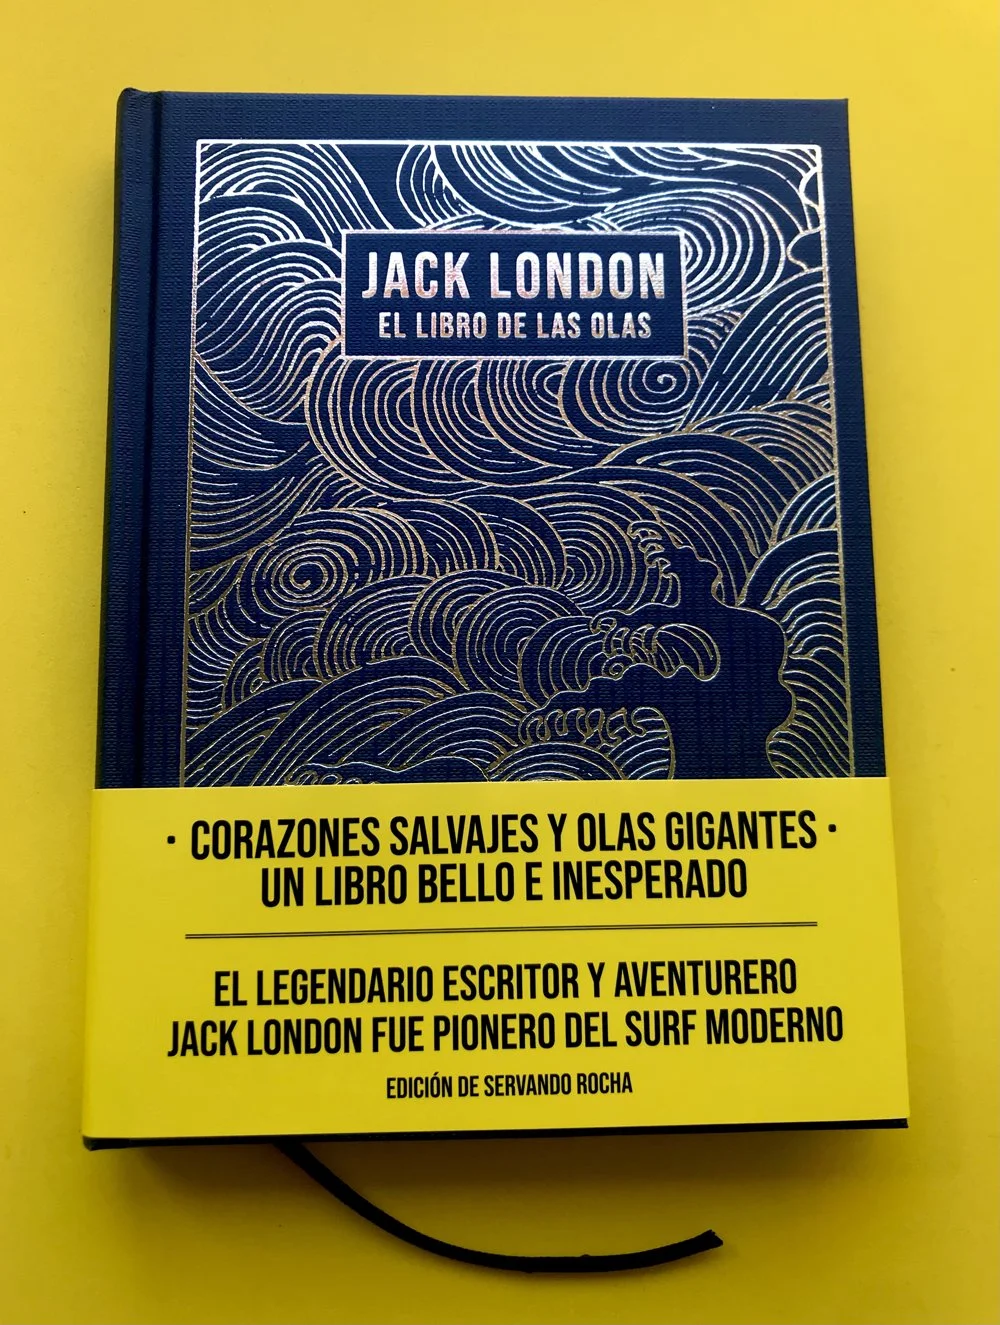 JACK LONDON
EL LIBRO DE LAS OLAS
· CORAZONES SALVAJES Y OLAS GIGANTES ·
UN LIBRO BELLO E INESPERADO
EL LEGENDARIO ESCRITOR Y AVENTURERO
JACK LONDON FUE PIONERO DEL SURF MODERNO
EDICIÓN DE SERVANDO ROCHA